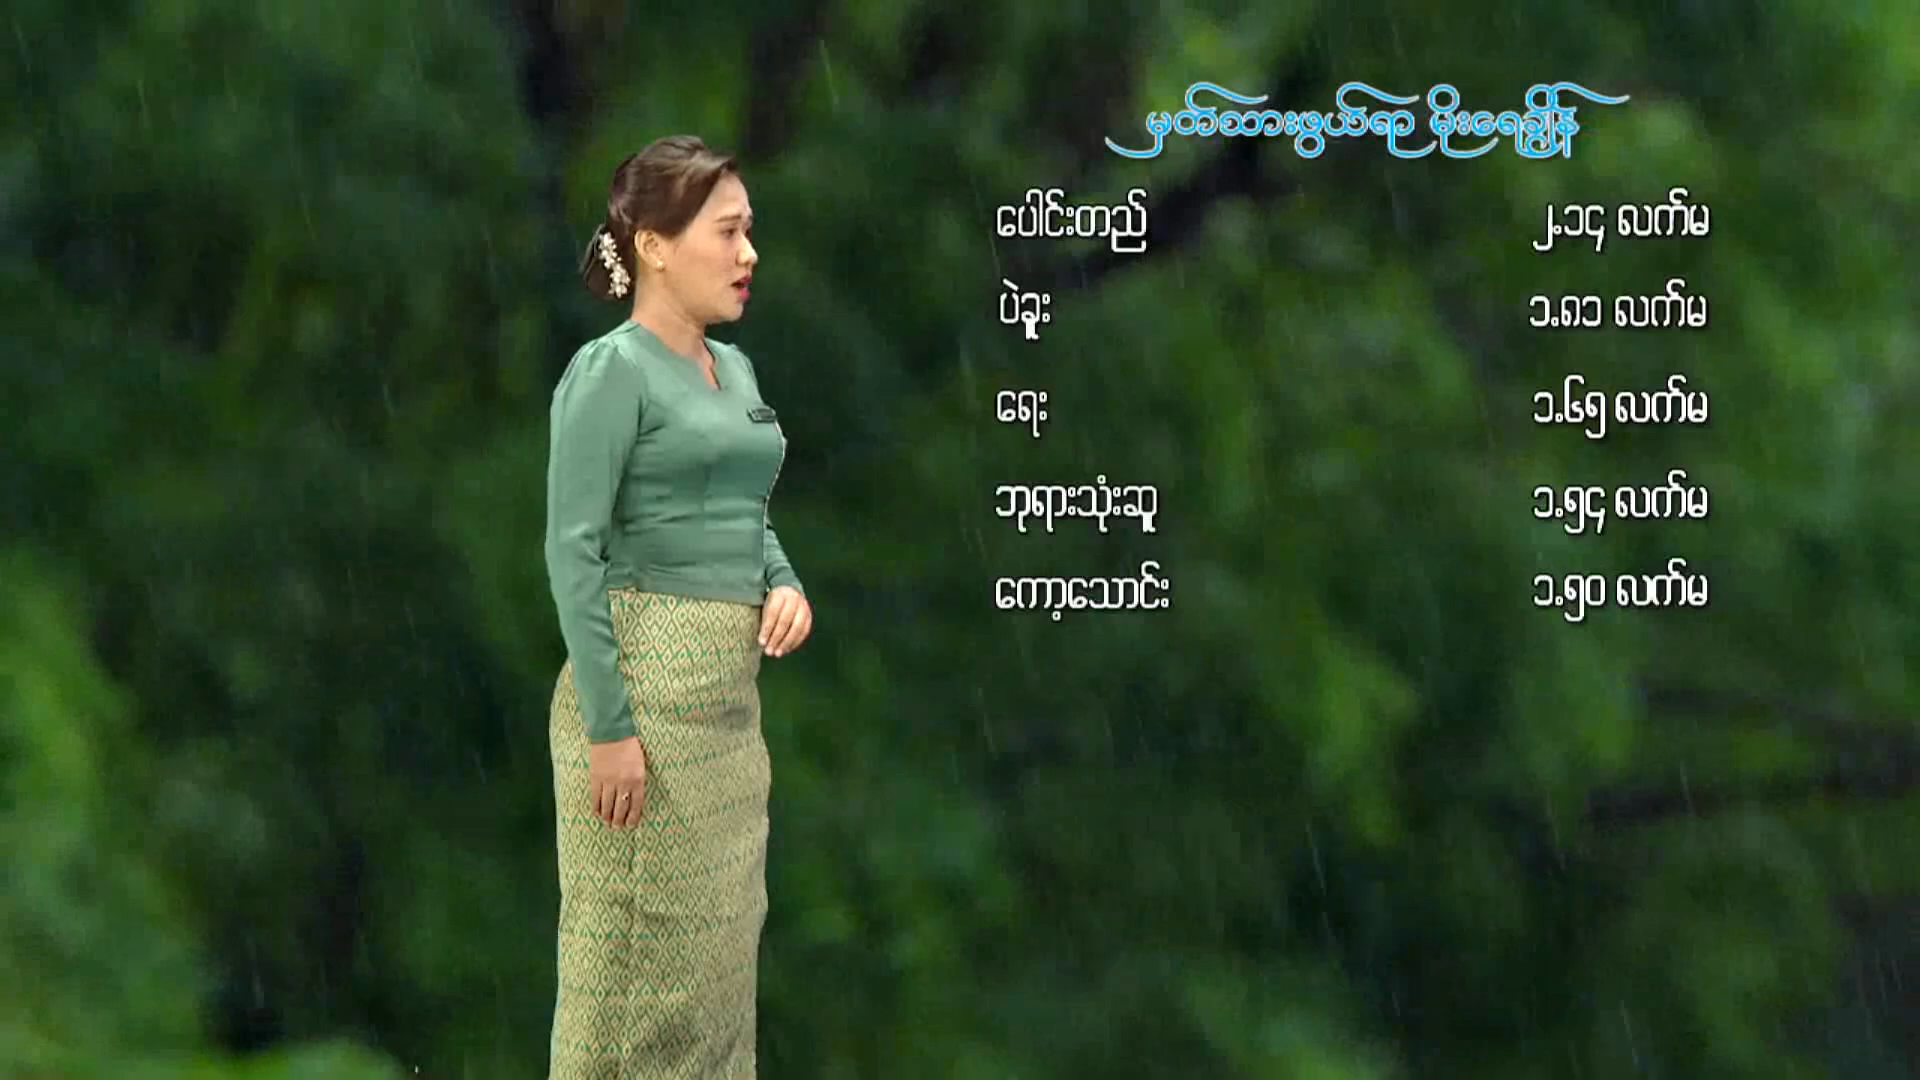 မှတ်သားဖွယ်ရာ မိုးရေချိန်
ပေါင်းတည် ၂.၁၄ လက်မ
ပဲခူး ၁.၈၁ လက်မ
ရေး ၁.၆၅ လက်မ
ဘုရားသုံးဆူ ၁.၅၄ လက်မ
ကော့သောင်း ၁.၅၀ လက်မ